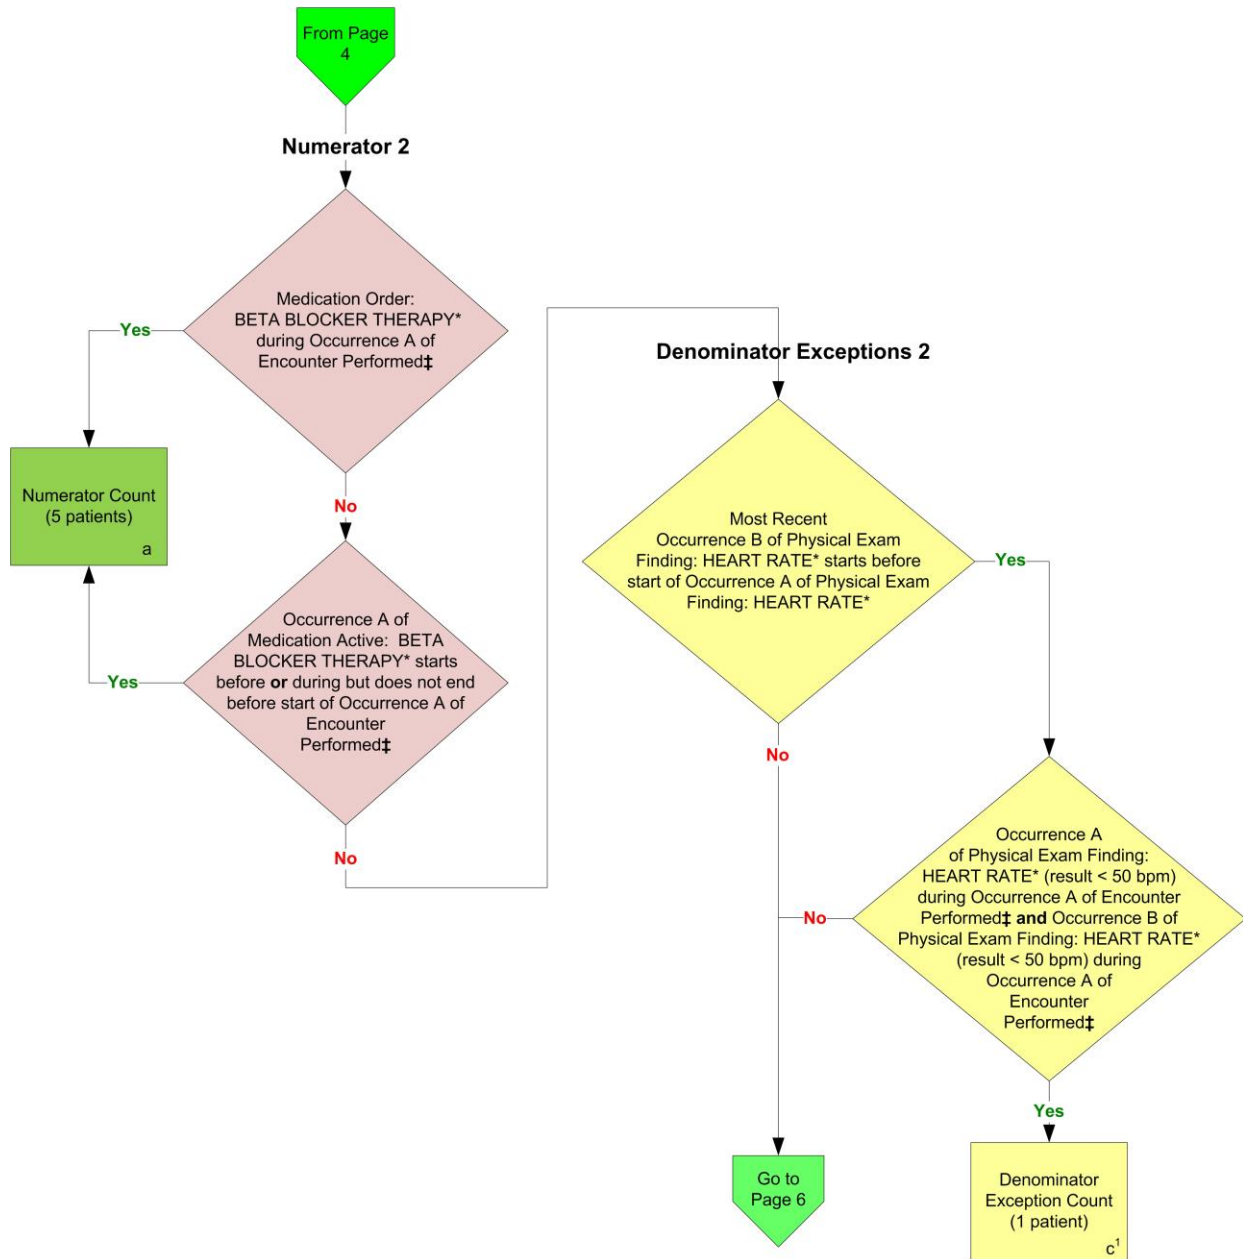 From Page
4
Numerator 2
Medication Order:
BETA BLOCKER THERAPY*
during Occurrence A of
Encounter Performed‡
Yes
No
Numerator Count
(5 patients)
a
Occurrence A of
Medication Active:  BETA
BLOCKER THERAPY* starts
before or during but does not end
before start of Occurrence A of
Encounter
Performed‡
Yes
No
Denominator Exceptions 2
Most Recent
Occurrence B of Physical Exam
Finding: HEART RATE* starts before
start of Occurrence A of Physical Exam
Finding: HEART RATE*
Yes
No
Occurrence A
of Physical Exam Finding:
HEART RATE* (result < 50 bpm)
during Occurrence A of Encounter
Performed‡ and Occurrence B of
Physical Exam Finding: HEART RATE*
(result < 50 bpm) during
Occurrence A of
Encounter
Performed‡
No
Yes
Go to
Page 6
Denominator
Exception Count
(1 patient)
c¹